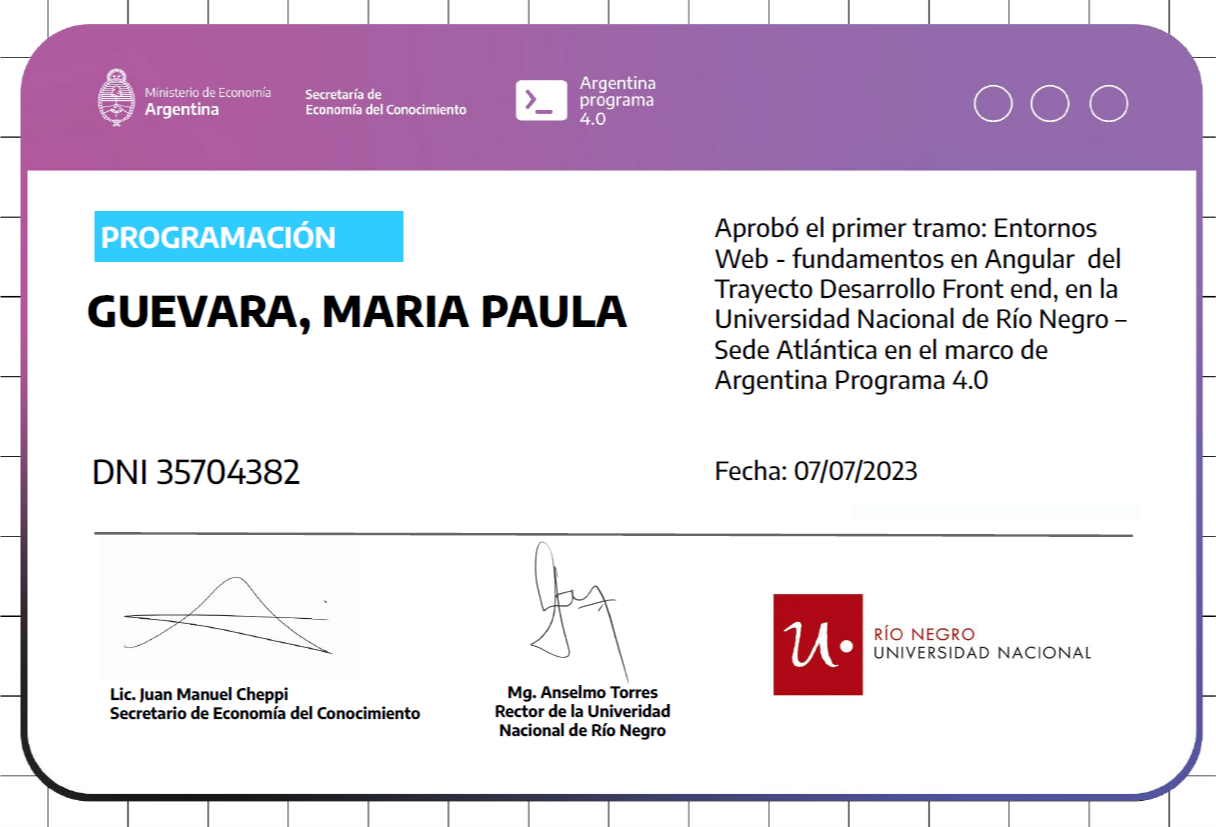 Ministerio de Economía
Argentina
Secretaría de
Economía del Conocimiento
Argentina
programa
4.0
PROGRAMACIÓN
GUEVARA, MARIA PAULA
Aprobó el primer tramo: Entornos
Web - fundamentos en Angular del
Trayecto Desarrollo Front end, en la
Universidad Nacional de Río Negro –
Sede Atlántica en el marco de
Argentina Programa 4.0
DNI 35704382
Fecha: 07/07/2023
Lic. Juan Manuel Cheppi
Secretario de Economía del Conocimiento
Mg. Anselmo Torres
Rector de la Univeridad
Nacional de Río Negro
RÍO NEGRO
UNIVERSIDAD NACIONAL